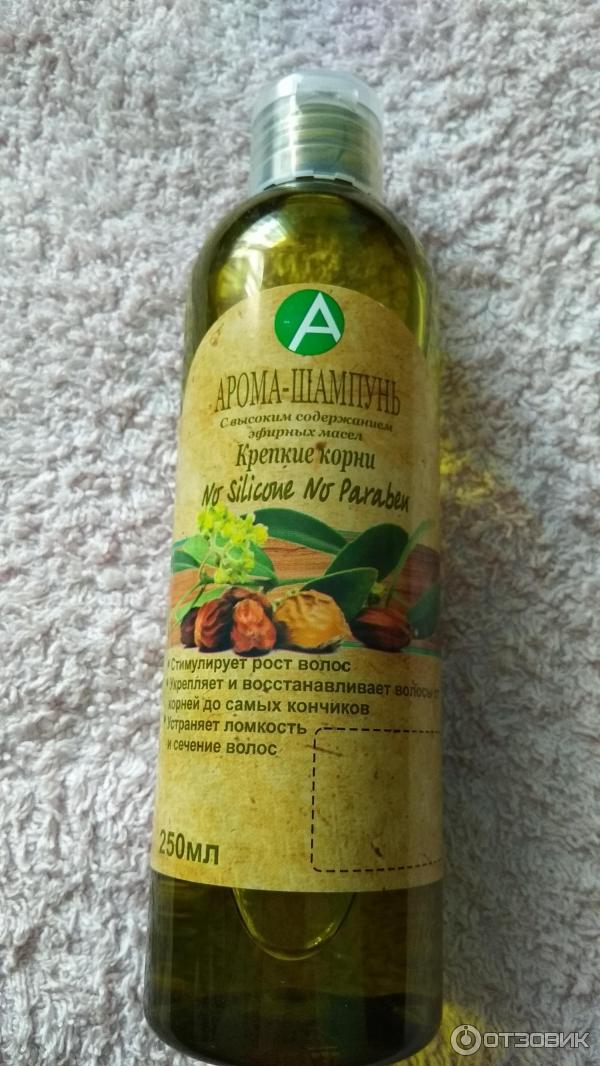 А
АРОМА-ШАМПУНЬ
С высоким содержанием
эфирных масел
Крепкие корни
No Silicone No Paraben
• Стимулирует рост волос
• Укрепляет и восстанавливает волосы от
корней до самых кончиков
• Устраняет ломкость
и сечение волос
250мл
ОТЗОВИК